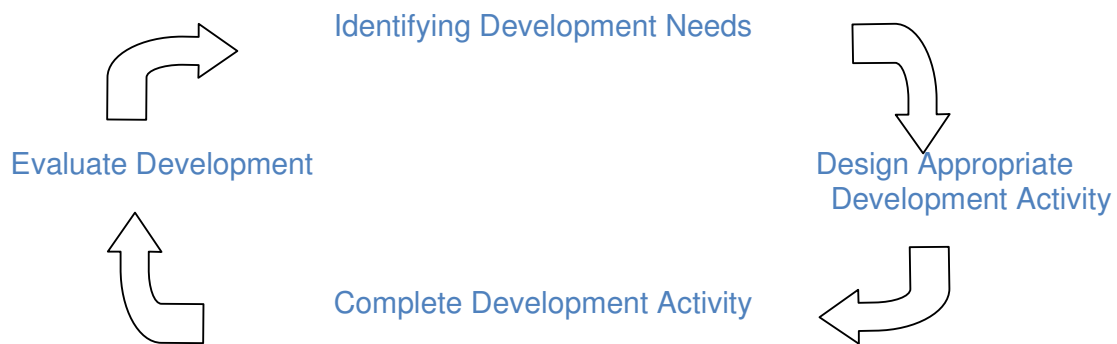 Identifying Development Needs
Evaluate Development
Design Appropriate
Development Activity
Complete Development Activity